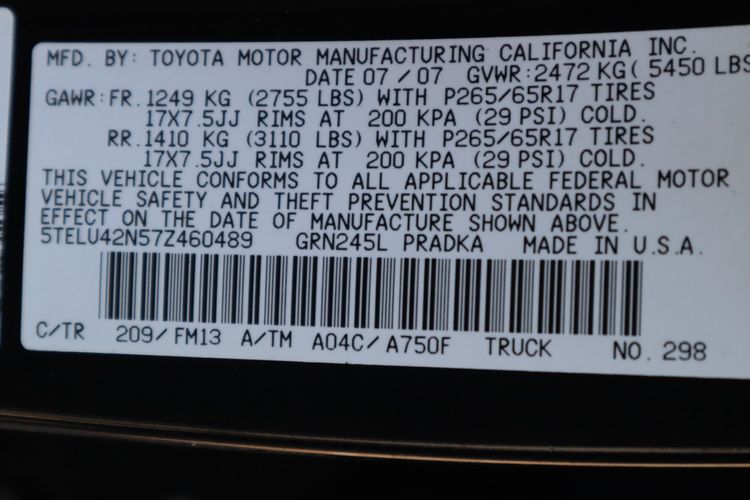 MFD. BY: TOYOTA MOTOR MANUFACTURING CALIFORNIA INC.
DATE 07/07 GVWR:2472 KG( 5450 LBS
GAWR:FR.1249 KG (2755 LBS) WITH P265/65R17 TIRES
17X7.5JJ RIMS AT 200 KPA (29 PSI) COLD.
RR.1410 KG (3110 LBS) WITH P265/65R17 TIRES
17X7.5JJ RIMS AT 200 KPA (29 PSI) COLD.
THIS VEHICLE CONFORMS TO ALL APPLICABLE FEDERAL MOTOR
VEHICLE SAFETY AND THEFT PREVENTION STANDARDS IN
EFFECT ON THE DATE OF MANUFACTURE SHOWN ABOVE.
5TELU42N57Z460489 GRN245L PRADKA MADE IN U.S.A.
C/TR 209/FM13 A/TM A04C/A750F TRUCK NO. 298